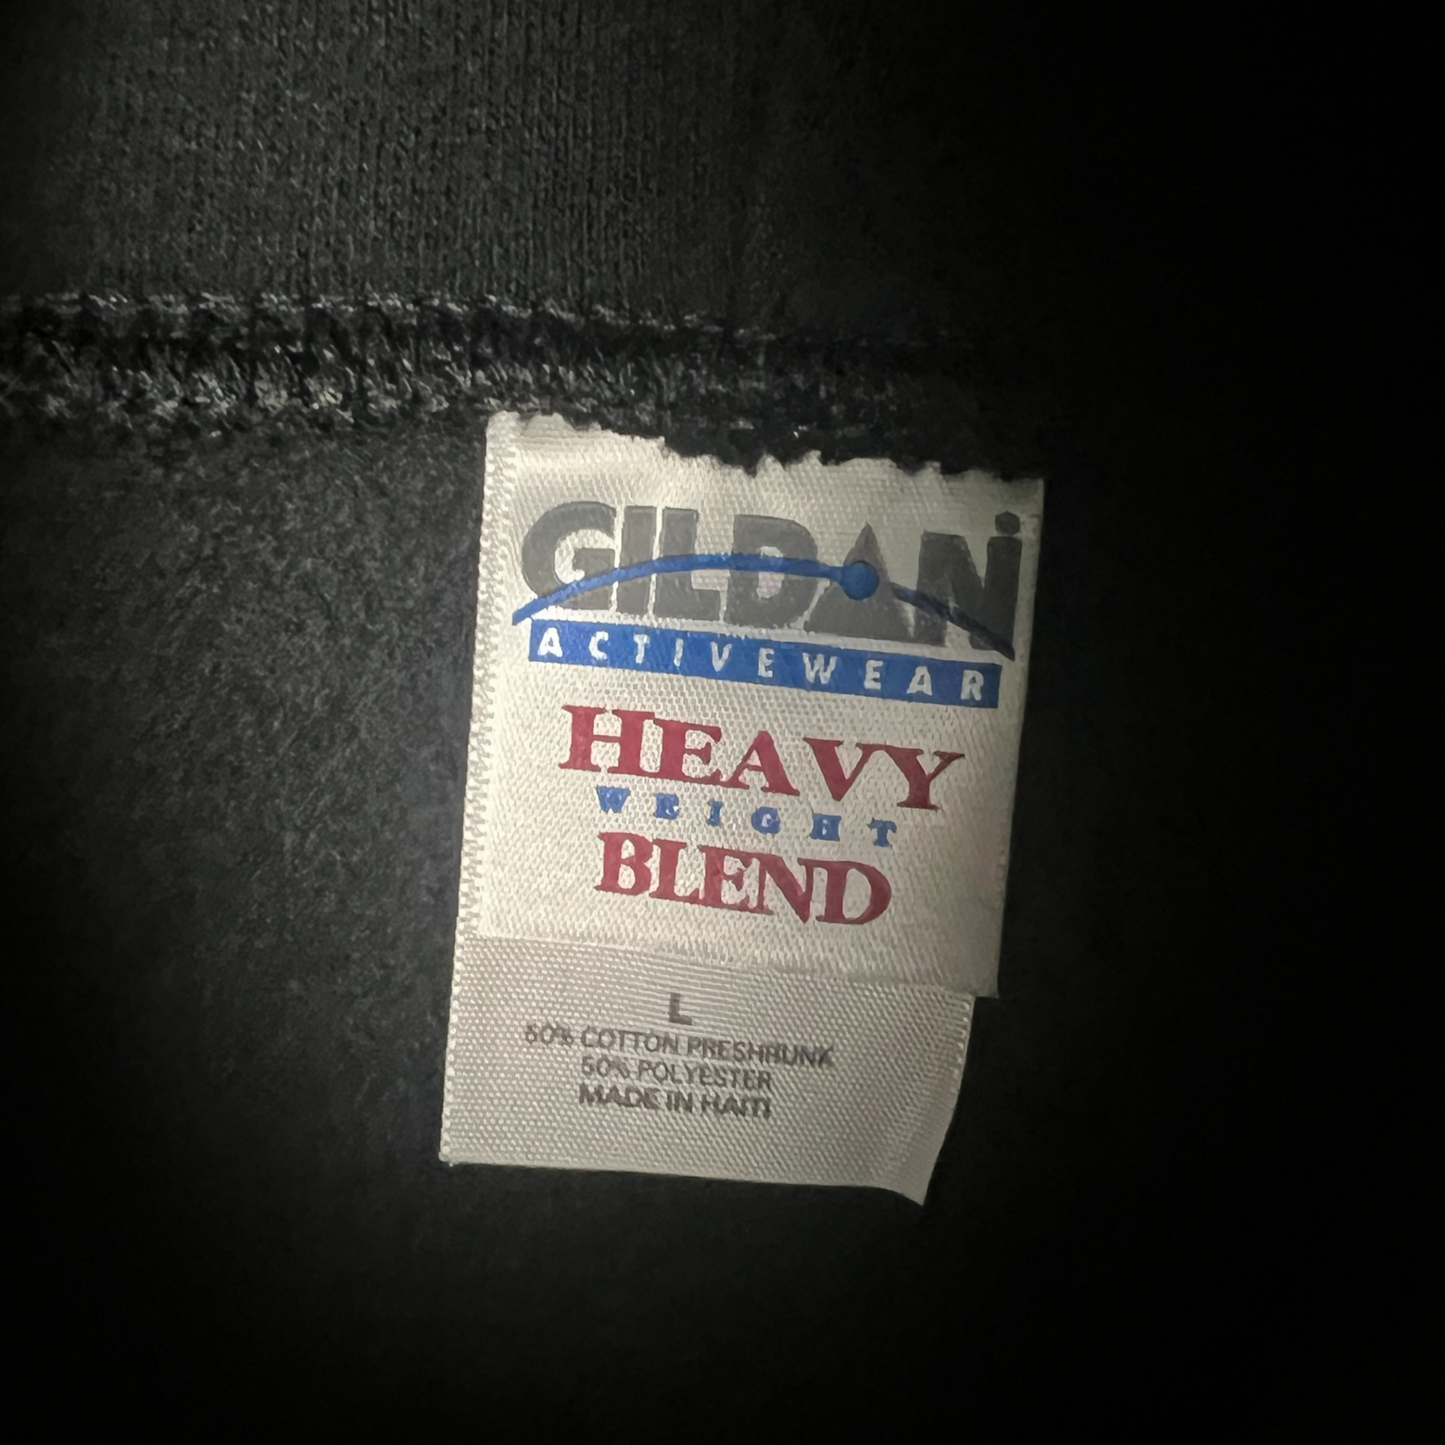 GILDAN
ACTIVEWEAR
HEAVY
WEIGHT
BLEND
L
50% COTTON PRESHRUNK
50% POLYESTER
MADE IN HAITI